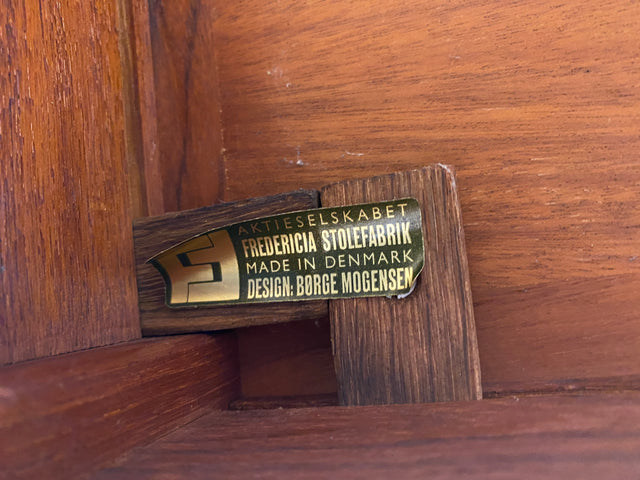 AKTIESELSKABET
FREDERICIA STOLEFABRIK
MADE IN DENMARK
DESIGN: BØRGE MOGENSEN